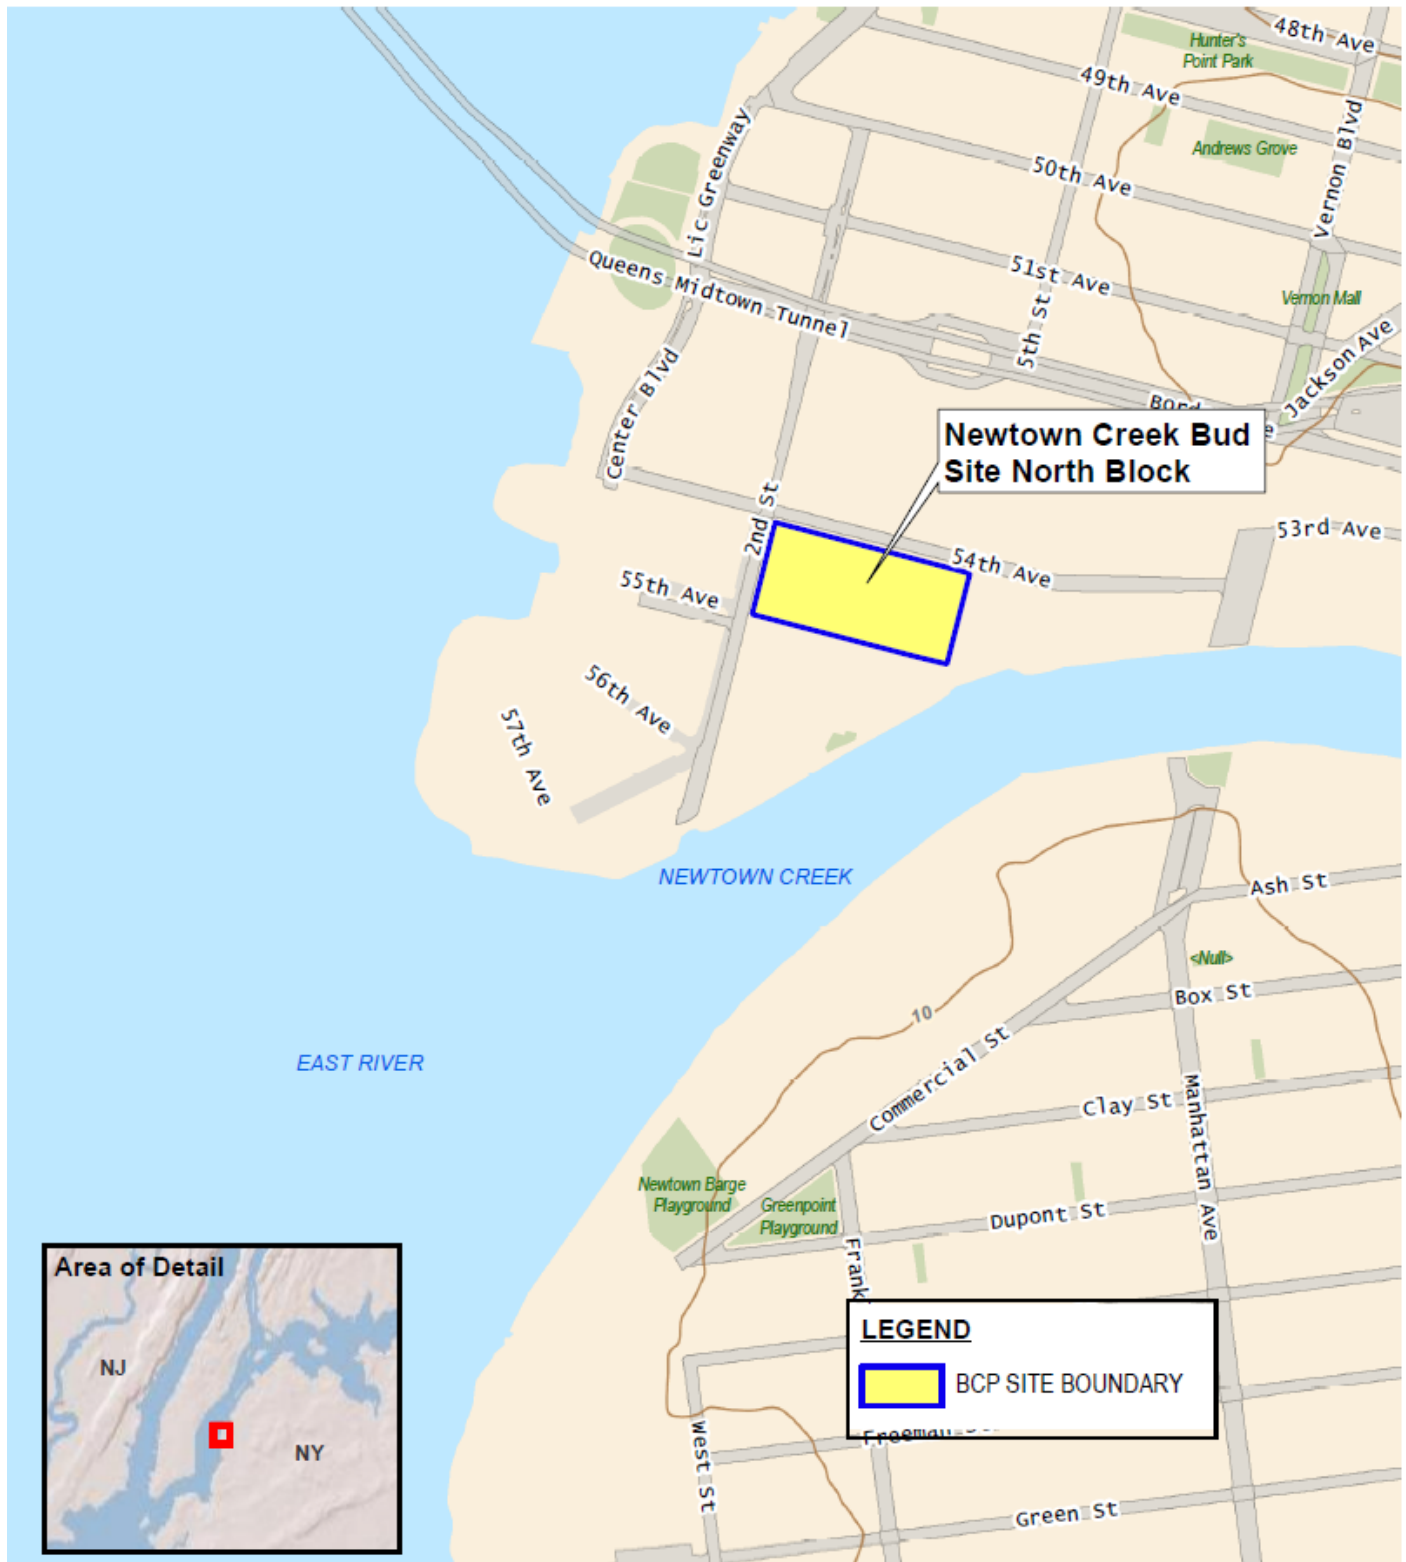 48th Ave
Hunter's
Point Park
49th Ave
Vernon Blvd
Andrews Grove
50th Ave
Lic Greenway
51st Ave
Queens Midtown Tunnel
Vernon Mall
5th St
Jackson Ave
Center Blvd
Bord
e
Newtown Creek Bud
Site North Block
2nd St
53rd Ave
54th Ave
55th Ave
56th Ave
57th Ave
NEWTOWN CREEK
Ash St
<Null>
Box St
10
Commercial St
EAST RIVER
Clay St
Manhattan Ave
Newtown Barge
Playground
Greenpoint
Playground
Dupont St
Frank
Area of Detail
NJ
NY
LEGEND
BCP SITE BOUNDARY
Freeman St
West St
Green St